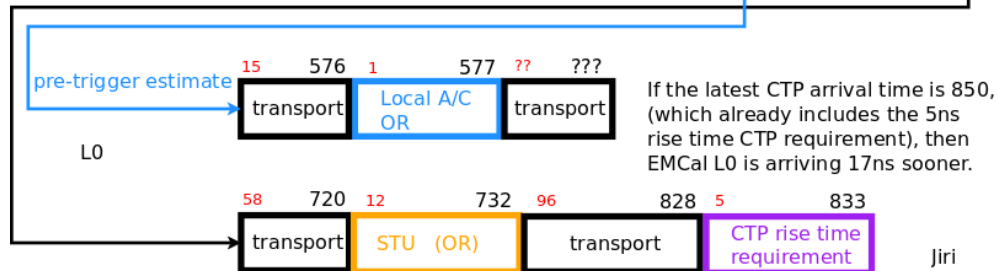 15 576 1 577 ?? ???
pre-trigger estimate
transport
Local A/C
OR
transport
If the latest CTP arrival time is 850,
(which already includes the 5ns
rise time CTP requirement), then
EMCal L0 is arriving 17ns sooner.
L0
58 720 12 732 96 828 5 833
transport
STU (OR)
transport
CTP rise time
requirement
Jiri